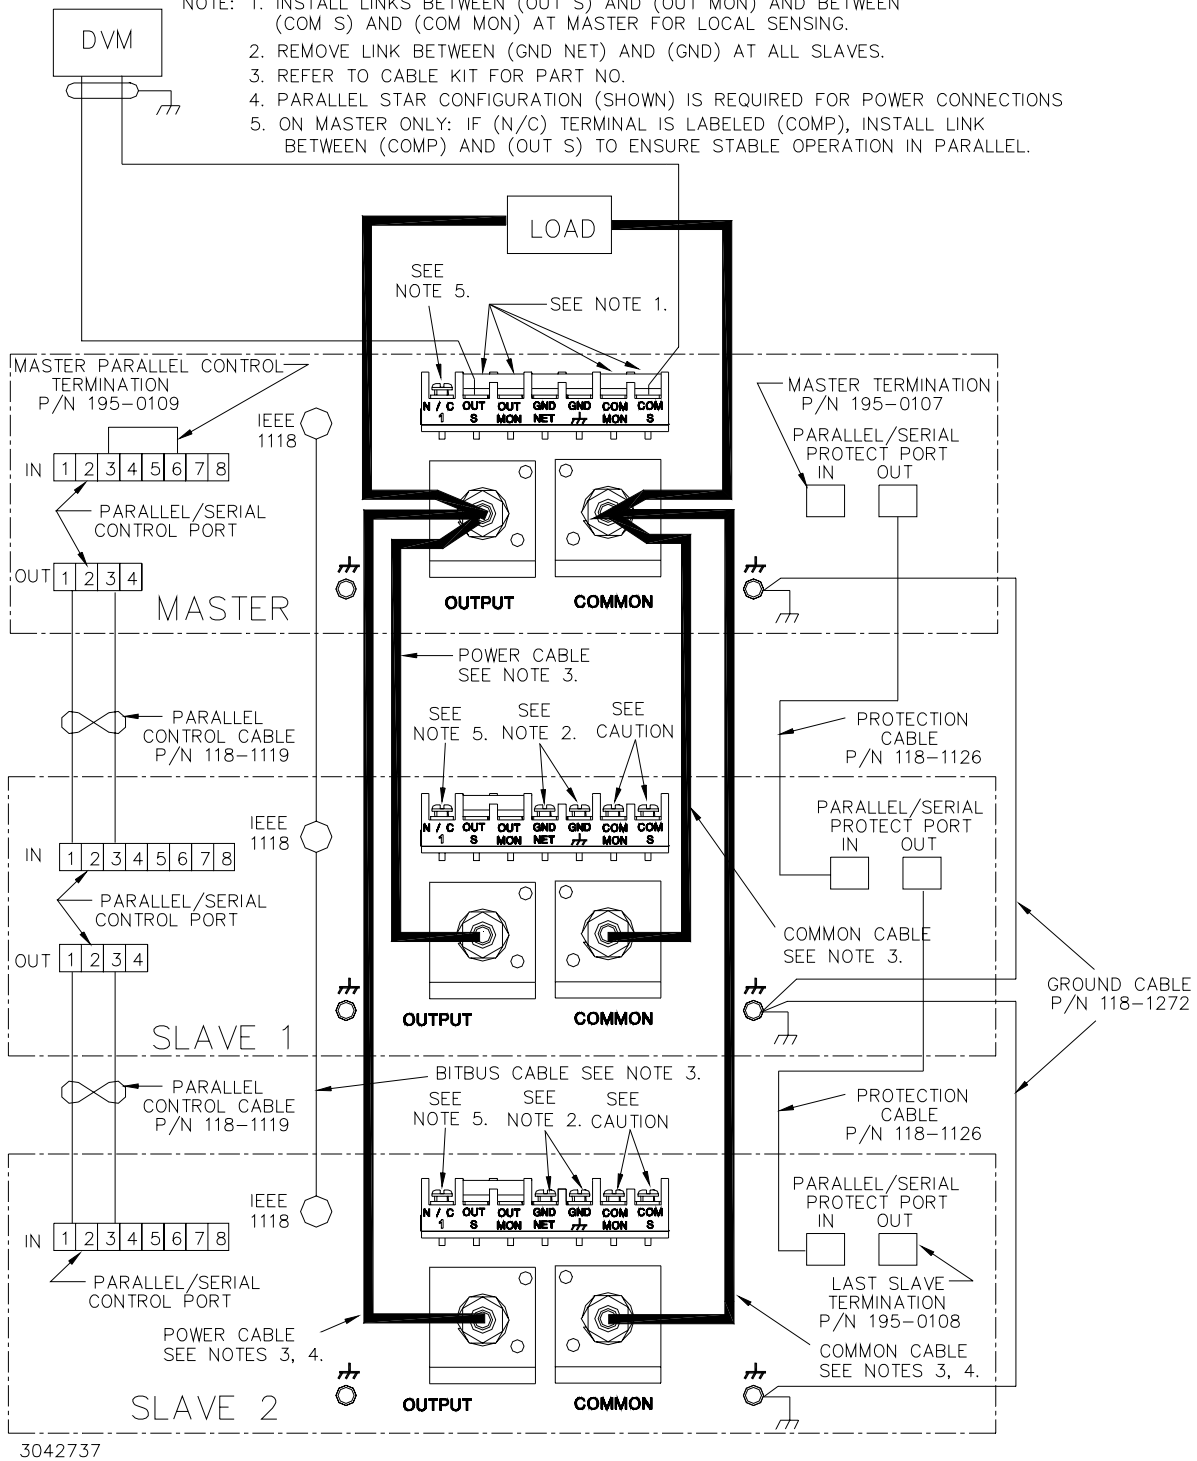 NOTE: 1. INSTALL LINKS BETWEEN (OUT S) AND (OUT MON) AND BETWEEN
(COM S) AND (COM MON) AT MASTER FOR LOCAL SENSING.
DVM
2. REMOVE LINK BETWEEN (GND NET) AND (GND) AT ALL SLAVES.
3. REFER TO CABLE KIT FOR PART NO.
4. PARALLEL STAR CONFIGURATION (SHOWN) IS REQUIRED FOR POWER CONNECTIONS
5. ON MASTER ONLY: IF (N/C) TERMINAL IS LABELED (COMP), INSTALL LINK
BETWEEN (COMP) AND (OUT S) TO ENSURE STABLE OPERATION IN PARALLEL.
LOAD
SEE
NOTE 5.
SEE NOTE 1.
MASTER PARALLEL CONTROL
TERMINATION
P/N 195-0109
IEEE
1118
N / C OUT OUT GND GND COM COM
1 S MON NET MON S
MASTER TERMINATION
P/N 195-0107
PARALLEL/SERIAL
PROTECT PORT
IN OUT
IN 1 2 3 4 5 6 7 8
PARALLEL/SERIAL
CONTROL PORT
OUT 1 2 3 4
MASTER
OUTPUT COMMON
POWER CABLE
SEE NOTE 3.
PARALLEL
CONTROL CABLE
P/N 118-1119
SEE
NOTE 5.
SEE
NOTE 2.
SEE
CAUTION
PROTECTION
CABLE
P/N 118-1126
IEEE
1118
N / C OUT OUT GND GND COM COM
1 S MON NET MON S
PARALLEL/SERIAL
PROTECT PORT
IN OUT
IN 1 2 3 4 5 6 7 8
PARALLEL/SERIAL
CONTROL PORT
OUT 1 2 3 4
COMMON CABLE
SEE NOTE 3.
GROUND CABLE
P/N 118-1272
SLAVE 1
OUTPUT COMMON
BITBUS CABLE SEE NOTE 3.
PARALLEL
CONTROL CABLE
P/N 118-1119
SEE
NOTE 5.
SEE
NOTE 2.
SEE
CAUTION
PROTECTION
CABLE
P/N 118-1126
IEEE
1118
N / C OUT OUT GND GND COM COM
1 S MON NET MON S
PARALLEL/SERIAL
PROTECT PORT
IN OUT
IN 1 2 3 4 5 6 7 8
PARALLEL/SERIAL
CONTROL PORT
LAST SLAVE
TERMINATION
P/N 195-0108
POWER CABLE
SEE NOTES 3, 4.
COMMON CABLE
SEE NOTES 3, 4.
SLAVE 2
OUTPUT COMMON
3042737